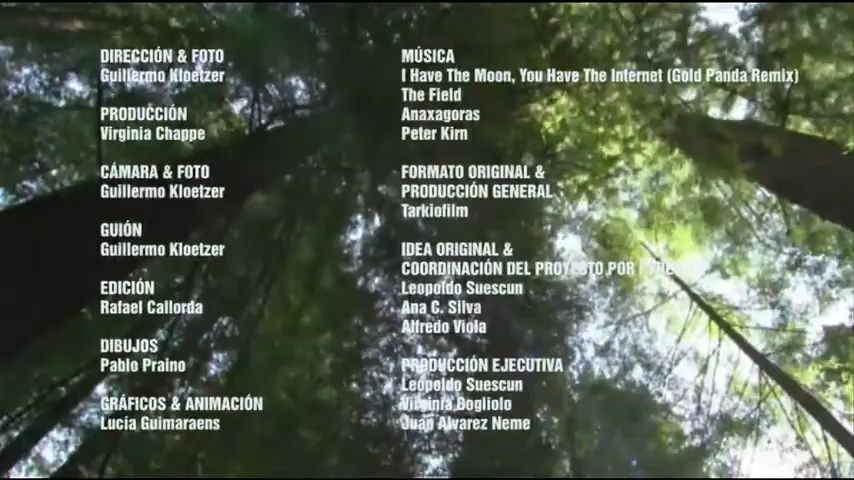 DIRECCIÓN & FOTO
Guillermo Kloetzer
PRODUCCIÓN
Virginia Chappe
CÁMARA & FOTO
Guillermo Kloetzer
GUIÓN
Guillermo Kloetzer
EDICIÓN
Rafael Callorda
DIBUJOS
Pablo Praino
GRÁFICOS & ANIMACIÓN
Lucía Guimaraens
MÚSICA
I Have The Moon, You Have The Internet (Gold Panda Remix)
The Field
Anaxagoras
Peter Kirn
FORMATO ORIGINAL &
PRODUCCIÓN GENERAL
Tarkiofilm
IDEA ORIGINAL &
COORDINACIÓN DEL PROYECTO POR
Leopoldo Suescun
Ana C. Silva
Alfredo Viola
PRODUCCIÓN EJECUTIVA
Leopoldo Suescun
Virginia Bogliolo
Juan Alvarez Neme